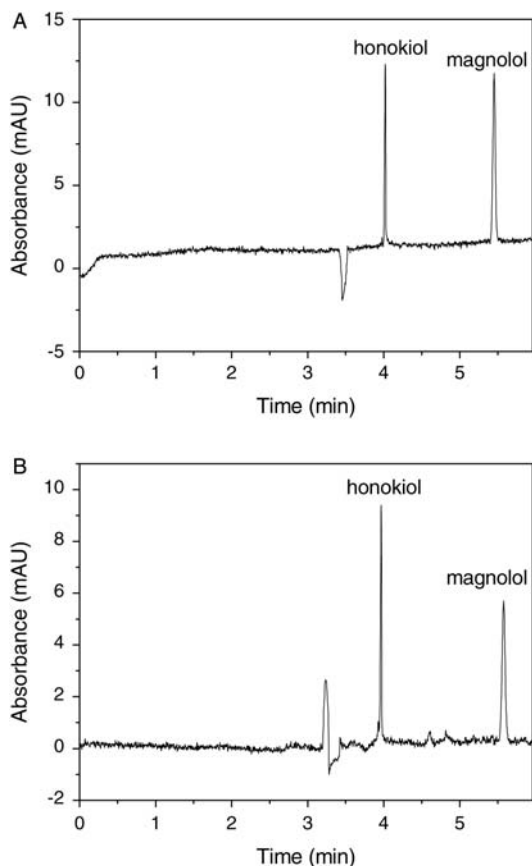 A
15
honokiol
magnolol
10
Absorbance (mAU)
5
0
-5
0 1 2 3 4 5
Time (min)
B
10
honokiol
8
Absorbance (mAU)
6
magnolol
4
2
0
-2
0 1 2 3 4 5
Time (min)